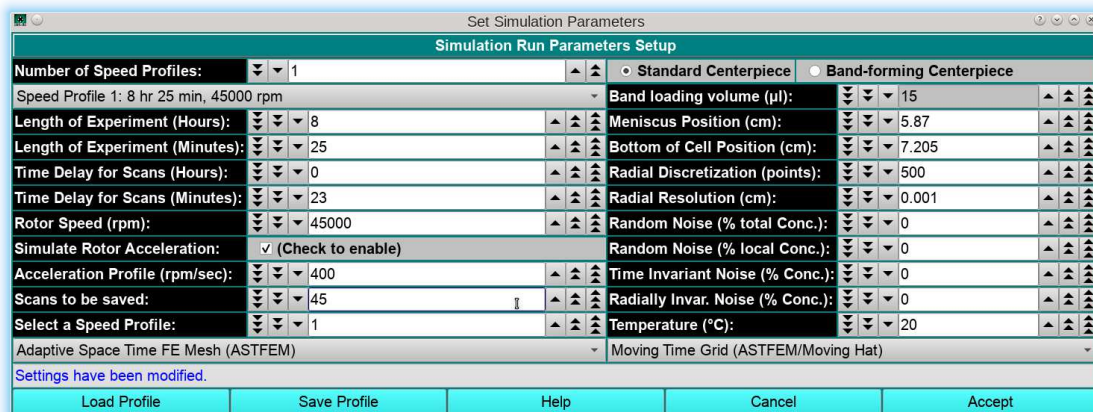 Set Simulation Parameters
Simulation Run Parameters Setup
Number of Speed Profiles: 1
Standard Centerpiece Band-forming Centerpiece
Speed Profile 1: 8 hr 25 min, 45000 rpm
Band loading volume (µl): 15
Length of Experiment (Hours): 8
Meniscus Position (cm): 5.87
Length of Experiment (Minutes): 25
Bottom of Cell Position (cm): 7.205
Time Delay for Scans (Hours): 0
Radial Discretization (points): 500
Time Delay for Scans (Minutes): 23
Radial Resolution (cm): 0.001
Rotor Speed (rpm): 45000
Random Noise (% total Conc.): 0
Simulate Rotor Acceleration: (Check to enable)
Random Noise (% local Conc.): 0
Acceleration Profile (rpm/sec): 400
Time Invariant Noise (% Conc.): 0
Scans to be saved: 45
Radially Invar. Noise (% Conc.): 0
Select a Speed Profile: 1
Temperature (°C): 20
Adaptive Space Time FE Mesh (ASTFEM)
Moving Time Grid (ASTFEM/Moving Hat)
Settings have been modified.
Load Profile Save Profile Help Cancel Accept